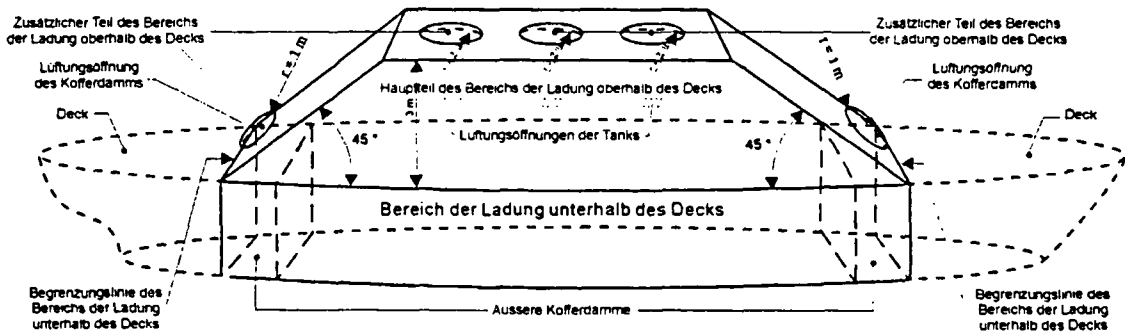 Zusätzlicher Teil des Bereichs
der Ladung oberhalb des Decks
Zusätzlicher Teil des Bereichs
der Ladung oberhalb des Decks
r = 1 m
r = 1 m
Lüftungsöffnung
des Kofferdamms
Luftungsöffnung
des Kofferdamms
Hauptteil des Bereichs der Ladung oberhalb des Decks
Deck
Deck
Luftungsöffnungen der Tanks
45°
45°
Bereich der Ladung unterhalb des Decks
Begrenzungslinie des
Bereichs der Ladung
unterhalb des Decks
Äussere Kofferdämme
Begrenzungslinie des
Bereichs der Ladung
unterhalb des Decks